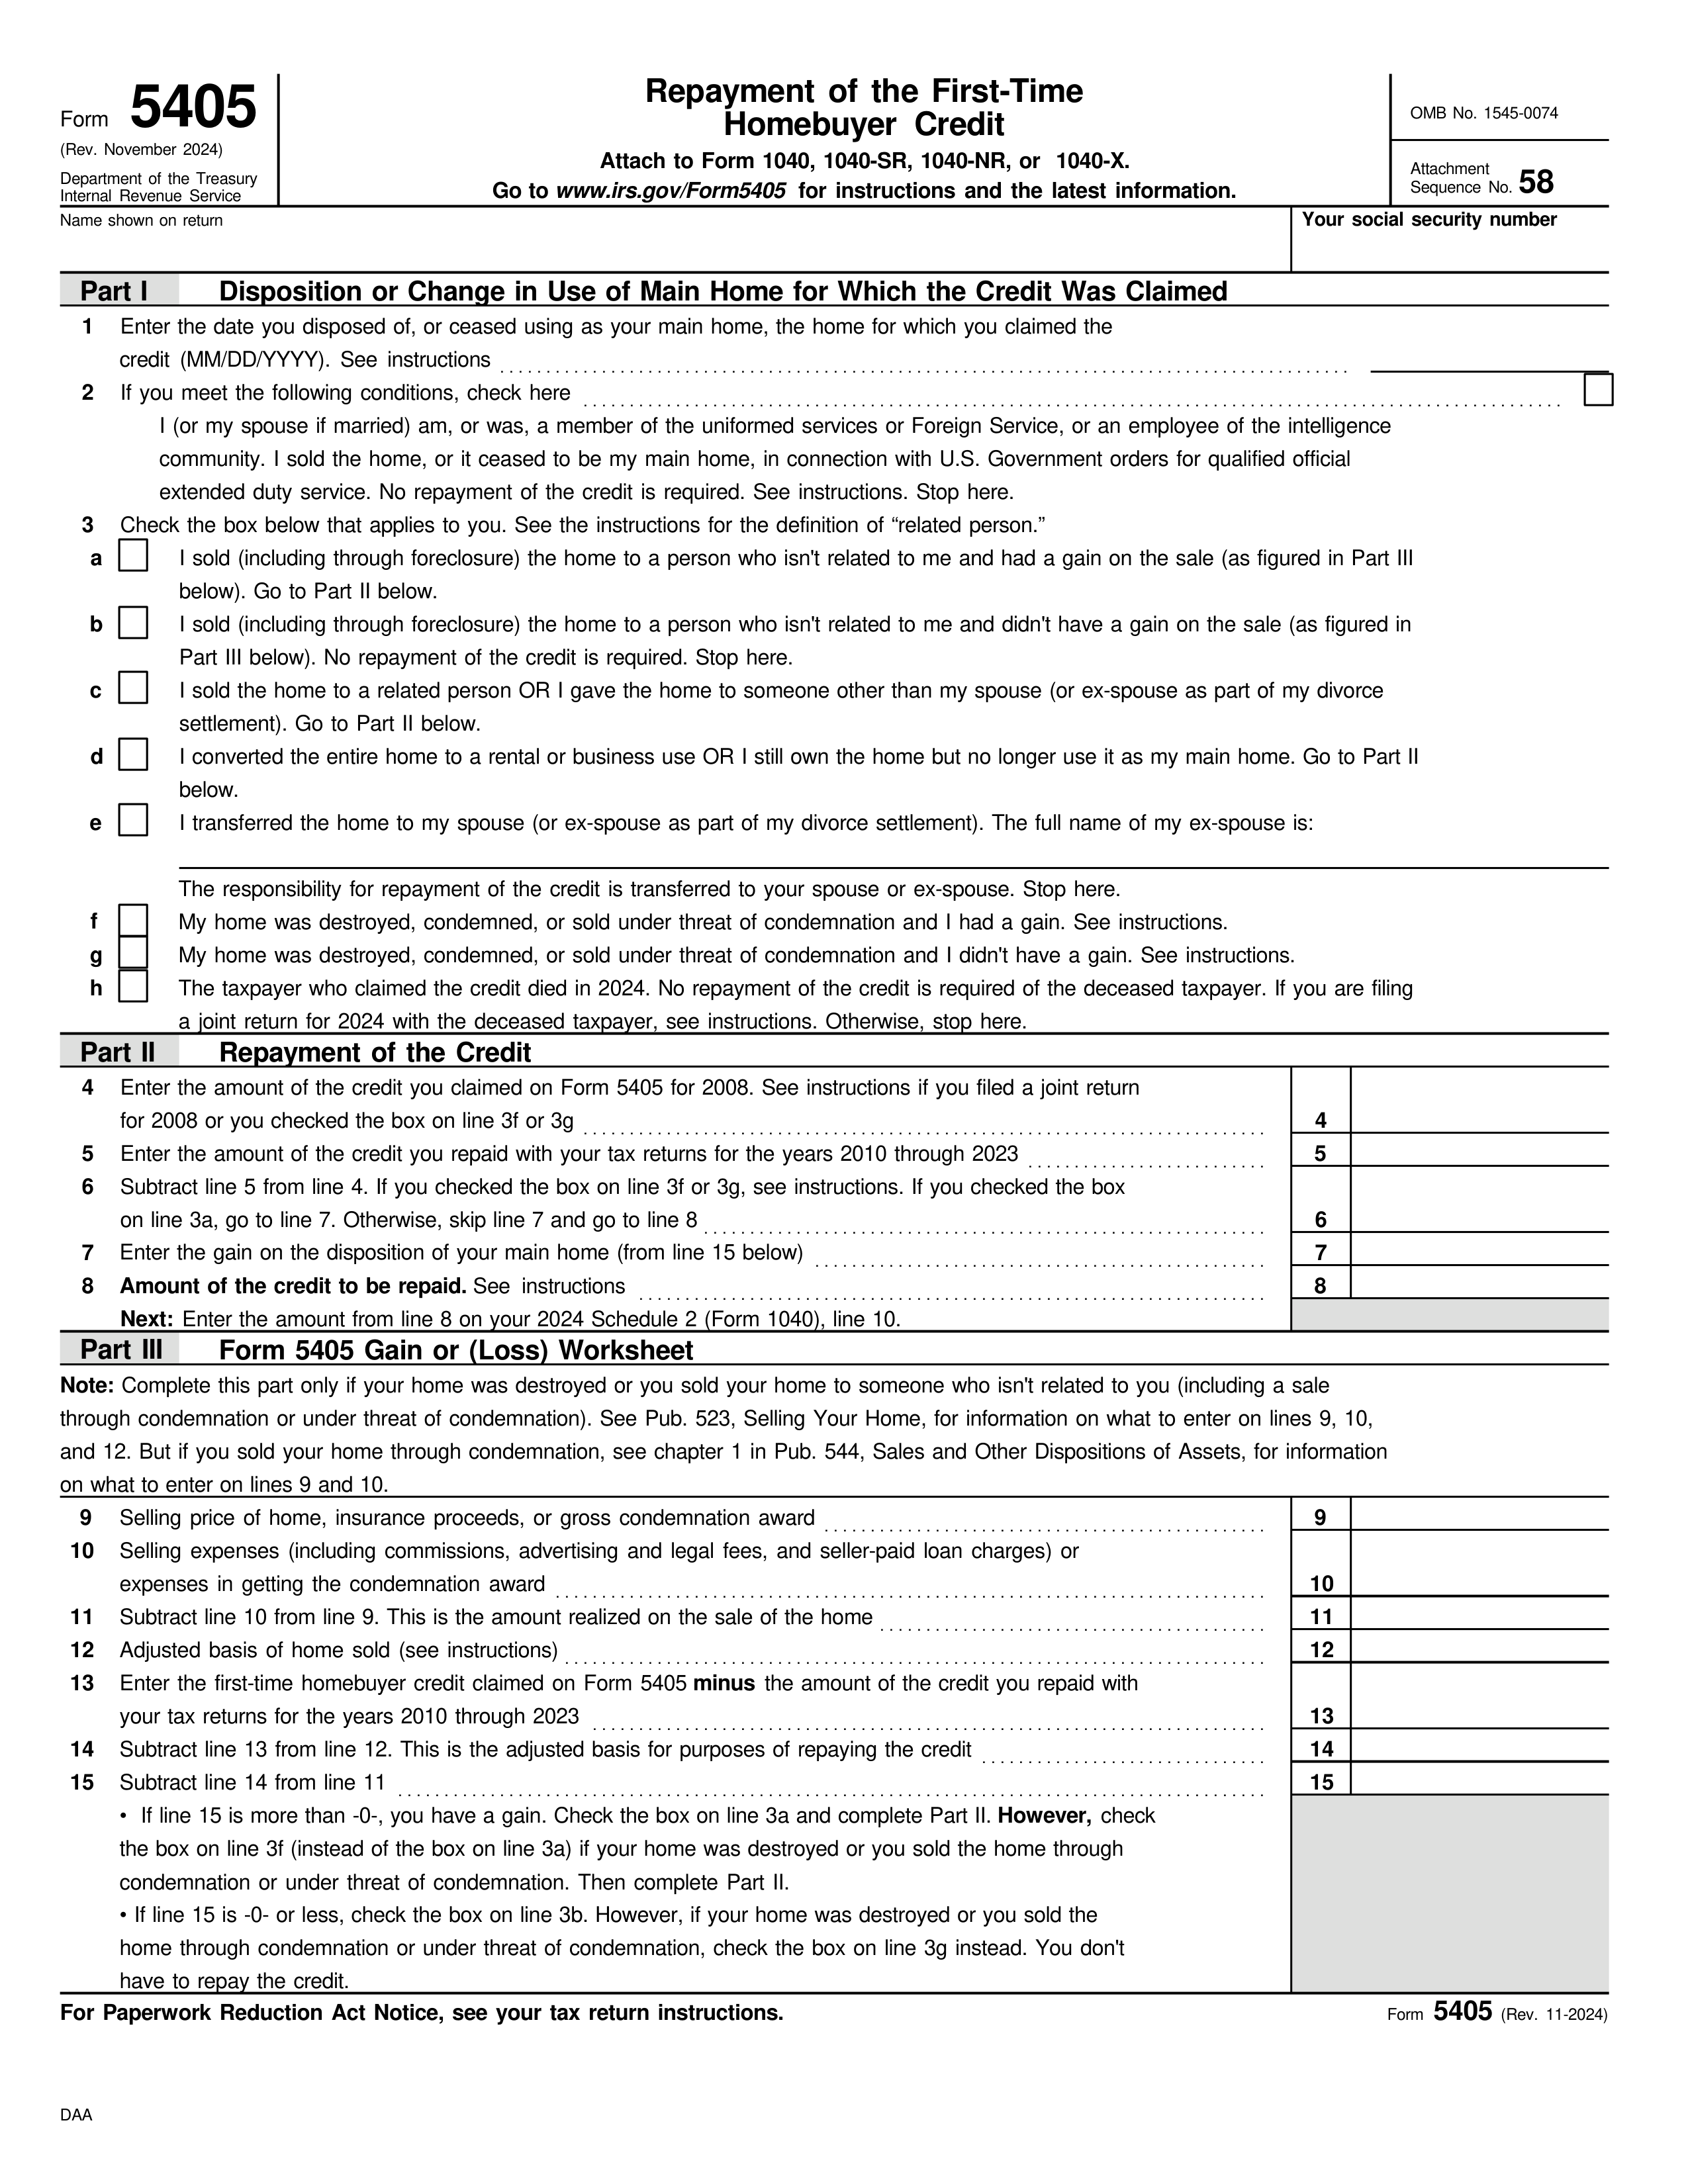 Form 5405
(Rev. November 2024)
Department of the Treasury
Internal Revenue Service
Repayment of the First-Time
Homebuyer Credit
Attach to Form 1040, 1040-SR, 1040-NR, or 1040-X.
Go to www.irs.gov/Form5405 for instructions and the latest information.
OMB No. 1545-0074
Attachment
Sequence No. 58
Name shown on return
Your social security number
Part I Disposition or Change in Use of Main Home for Which the Credit Was Claimed
1 Enter the date you disposed of, or ceased using as your main home, the home for which you claimed the
credit (MM/DD/YYYY). See instructions
2 If you meet the following conditions, check here
I (or my spouse if married) am, or was, a member of the uniformed services or Foreign Service, or an employee of the intelligence
community. I sold the home, or it ceased to be my main home, in connection with U.S. Government orders for qualified official
extended duty service. No repayment of the credit is required. See instructions. Stop here.
3 Check the box below that applies to you. See the instructions for the definition of “related person.”
a I sold (including through foreclosure) the home to a person who isn't related to me and had a gain on the sale (as figured in Part III
below). Go to Part II below.
b I sold (including through foreclosure) the home to a person who isn't related to me and didn't have a gain on the sale (as figured in
Part III below). No repayment of the credit is required. Stop here.
c I sold the home to a related person OR I gave the home to someone other than my spouse (or ex-spouse as part of my divorce
settlement). Go to Part II below.
d I converted the entire home to a rental or business use OR I still own the home but no longer use it as my main home. Go to Part II
below.
e I transferred the home to my spouse (or ex-spouse as part of my divorce settlement). The full name of my ex-spouse is:
The responsibility for repayment of the credit is transferred to your spouse or ex-spouse. Stop here.
f My home was destroyed, condemned, or sold under threat of condemnation and I had a gain. See instructions.
g My home was destroyed, condemned, or sold under threat of condemnation and I didn't have a gain. See instructions.
h The taxpayer who claimed the credit died in 2024. No repayment of the credit is required of the deceased taxpayer. If you are filing
a joint return for 2024 with the deceased taxpayer, see instructions. Otherwise, stop here.
Part II Repayment of the Credit
4 Enter the amount of the credit you claimed on Form 5405 for 2008. See instructions if you filed a joint return
for 2008 or you checked the box on line 3f or 3g 4
5 Enter the amount of the credit you repaid with your tax returns for the years 2010 through 2023 5
6 Subtract line 5 from line 4. If you checked the box on line 3f or 3g, see instructions. If you checked the box
on line 3a, go to line 7. Otherwise, skip line 7 and go to line 8 6
7 Enter the gain on the disposition of your main home (from line 15 below) 7
8 Amount of the credit to be repaid. See instructions 8
Next: Enter the amount from line 8 on your 2024 Schedule 2 (Form 1040), line 10.
Part III Form 5405 Gain or (Loss) Worksheet
Note: Complete this part only if your home was destroyed or you sold your home to someone who isn't related to you (including a sale
through condemnation or under threat of condemnation). See Pub. 523, Selling Your Home, for information on what to enter on lines 9, 10,
and 12. But if you sold your home through condemnation, see chapter 1 in Pub. 544, Sales and Other Dispositions of Assets, for information
on what to enter on lines 9 and 10.
9 Selling price of home, insurance proceeds, or gross condemnation award 9
10 Selling expenses (including commissions, advertising and legal fees, and seller-paid loan charges) or
expenses in getting the condemnation award 10
11 Subtract line 10 from line 9. This is the amount realized on the sale of the home 11
12 Adjusted basis of home sold (see instructions) 12
13 Enter the first-time homebuyer credit claimed on Form 5405 minus the amount of the credit you repaid with
your tax returns for the years 2010 through 2023 13
14 Subtract line 13 from line 12. This is the adjusted basis for purposes of repaying the credit 14
15 Subtract line 14 from line 11 15
• If line 15 is more than -0-, you have a gain. Check the box on line 3a and complete Part II. However, check
the box on line 3f (instead of the box on line 3a) if your home was destroyed or you sold the home through
condemnation or under threat of condemnation. Then complete Part II.
• If line 15 is -0- or less, check the box on line 3b. However, if your home was destroyed or you sold the
home through condemnation or under threat of condemnation, check the box on line 3g instead. You don't
have to repay the credit.
For Paperwork Reduction Act Notice, see your tax return instructions.
Form 5405 (Rev. 11-2024)
DAA